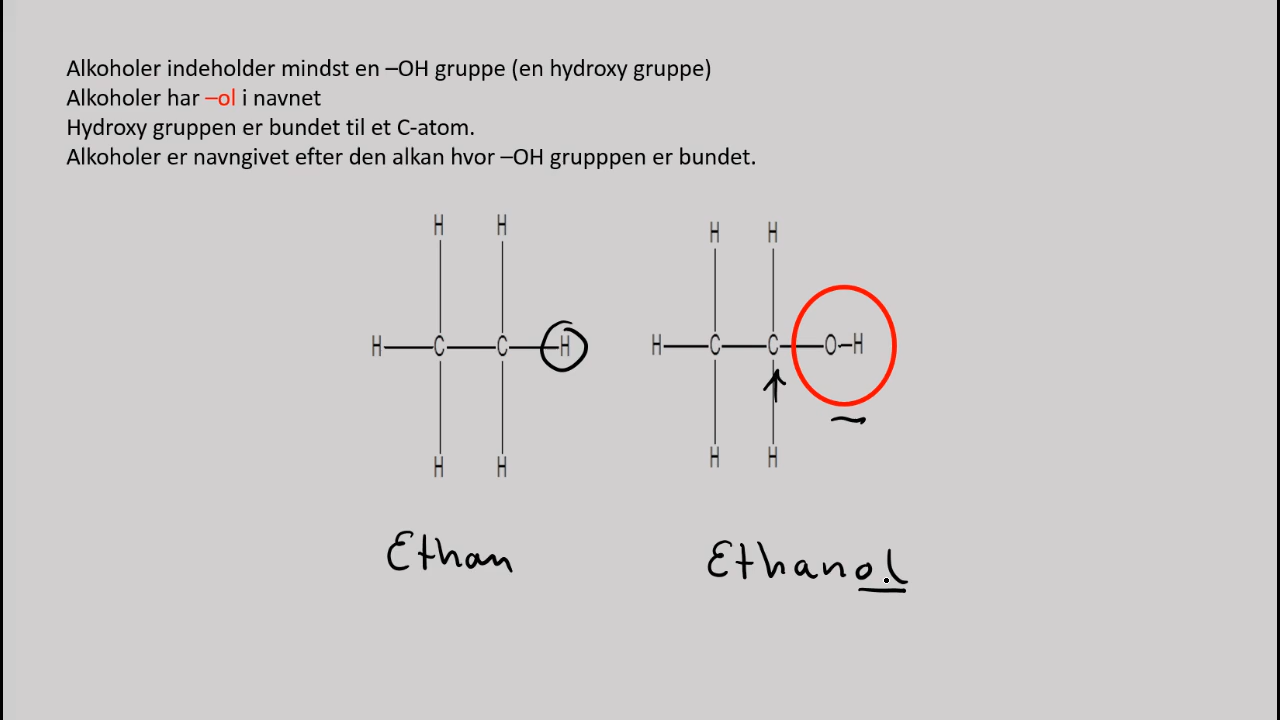 Alkoholer indeholder mindst en –OH gruppe (en hydroxy gruppe)
Alkoholer har –ol i navnet
Hydroxy gruppen er bundet til et C-atom.
Alkoholer er navngivet efter den alkan hvor –OH grupppen er bundet.
H H H H
H C C H H C C O–H
H H H H
Ethan Ethanol